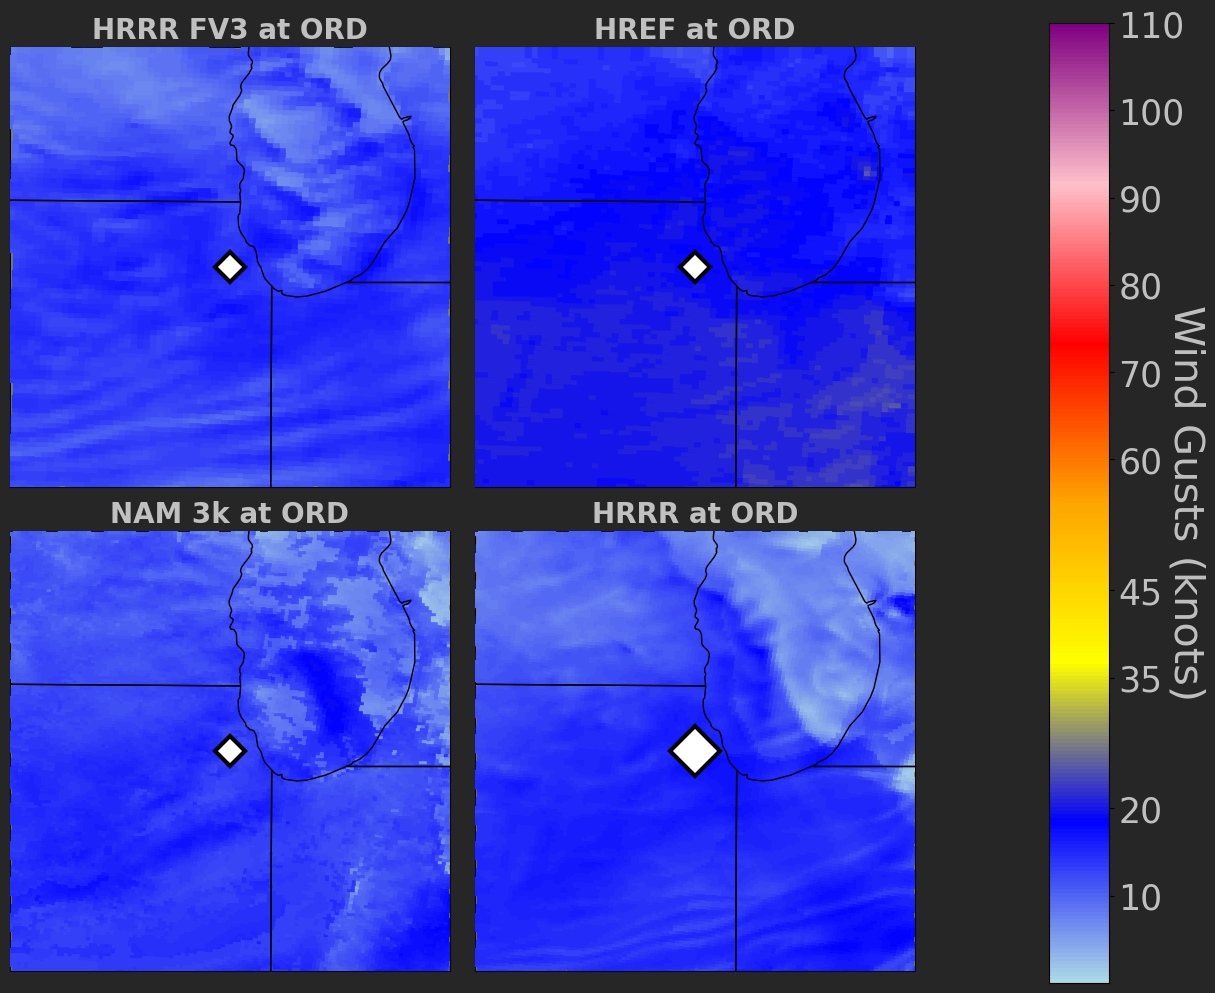 HRRR FV3 at ORD
HREF at ORD
NAM 3k at ORD
HRRR at ORD
110
100
90
80
70
60
45
35
20
10
Wind Gusts (knots)